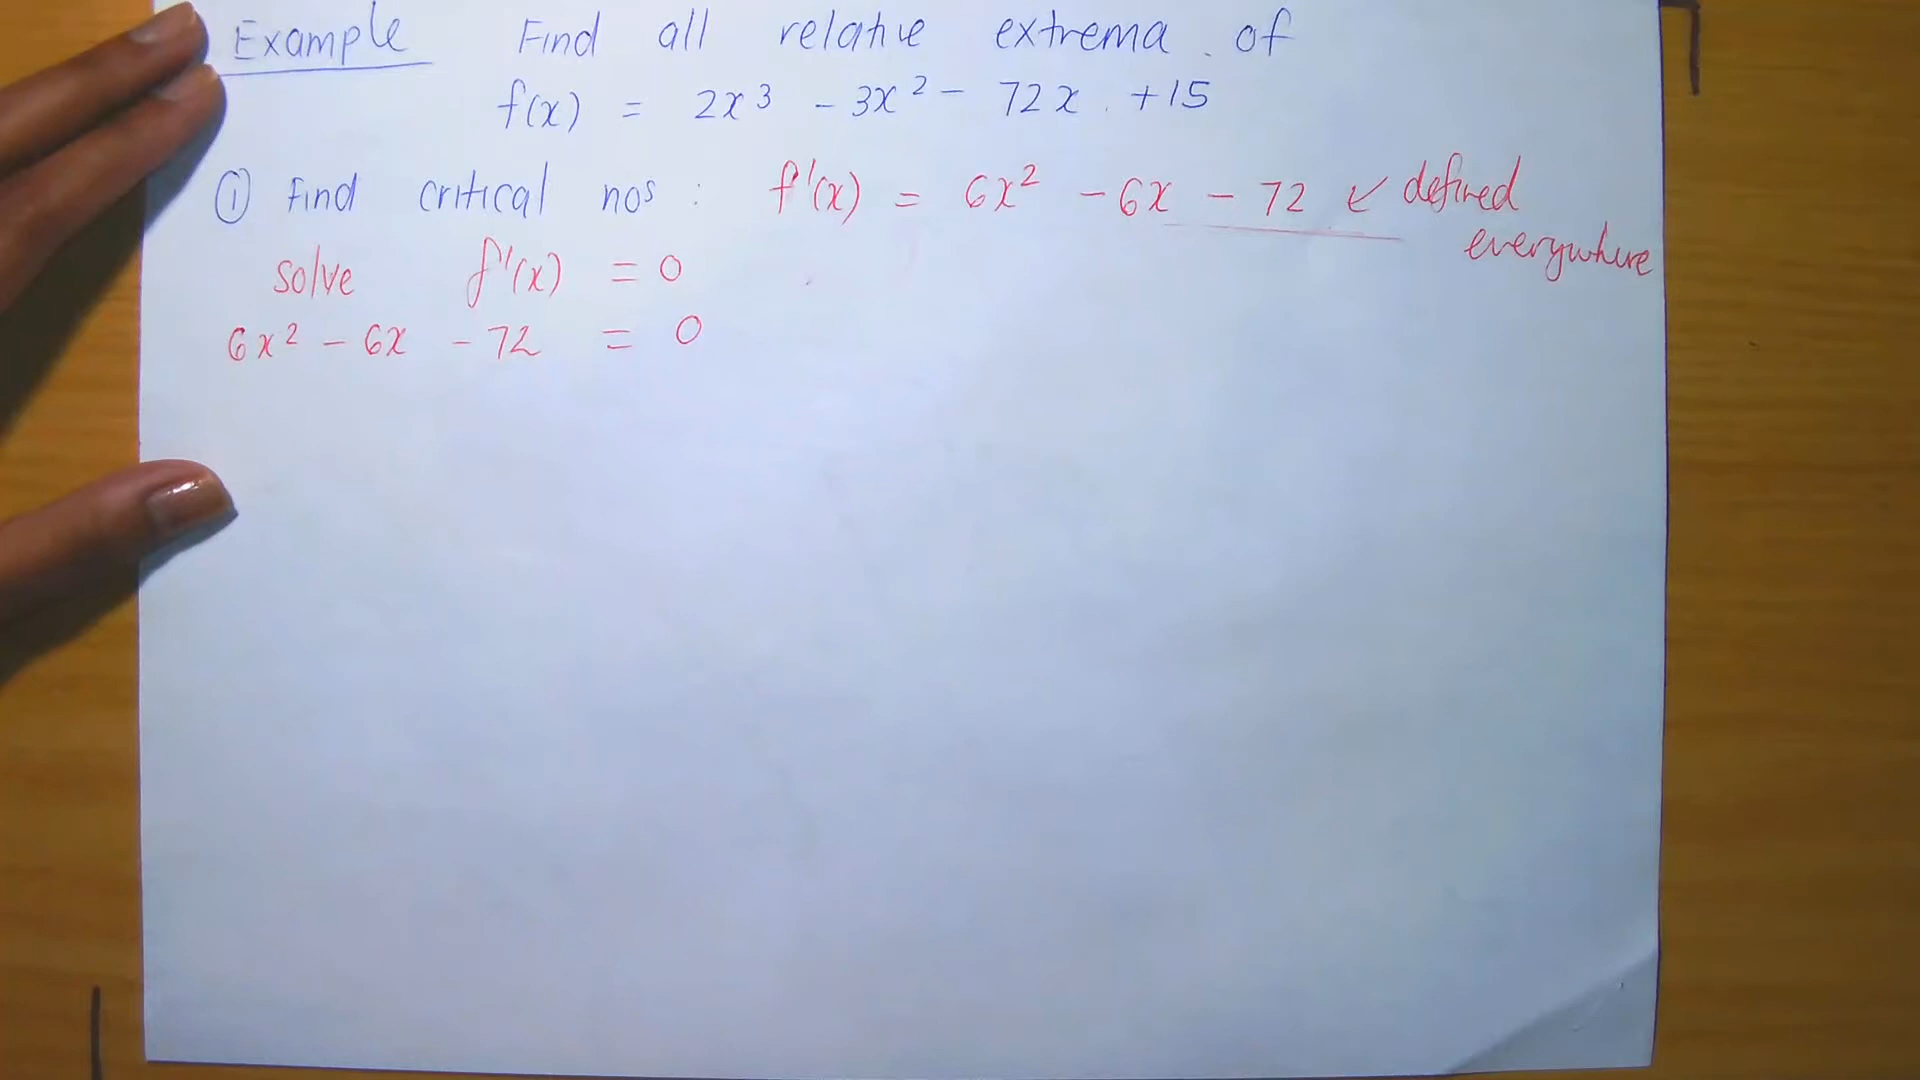 Example Find all relative extrema of
f(x) = 2x³ - 3x² - 72x +15
① Find critical nos : f'(x) = 6x² - 6x - 72 ↙ defined
everywhere
solve f'(x) = 0
6x² - 6x - 72 = 0